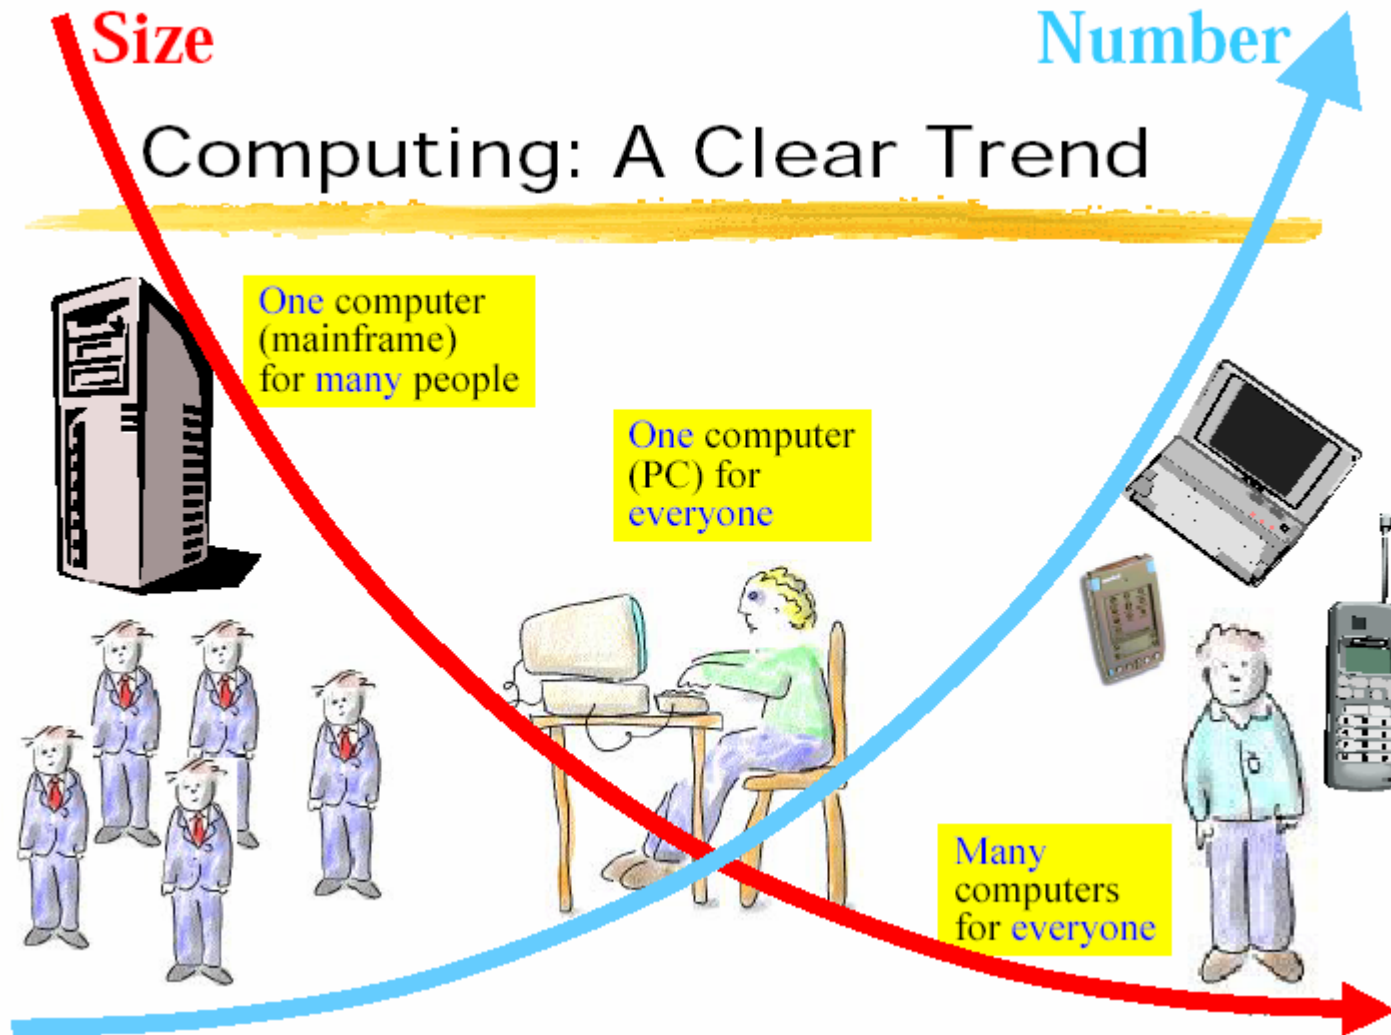 Size
Number
Computing: A Clear Trend
One computer
(mainframe)
for many people
One computer
(PC) for
everyone
Many
computers
for everyone